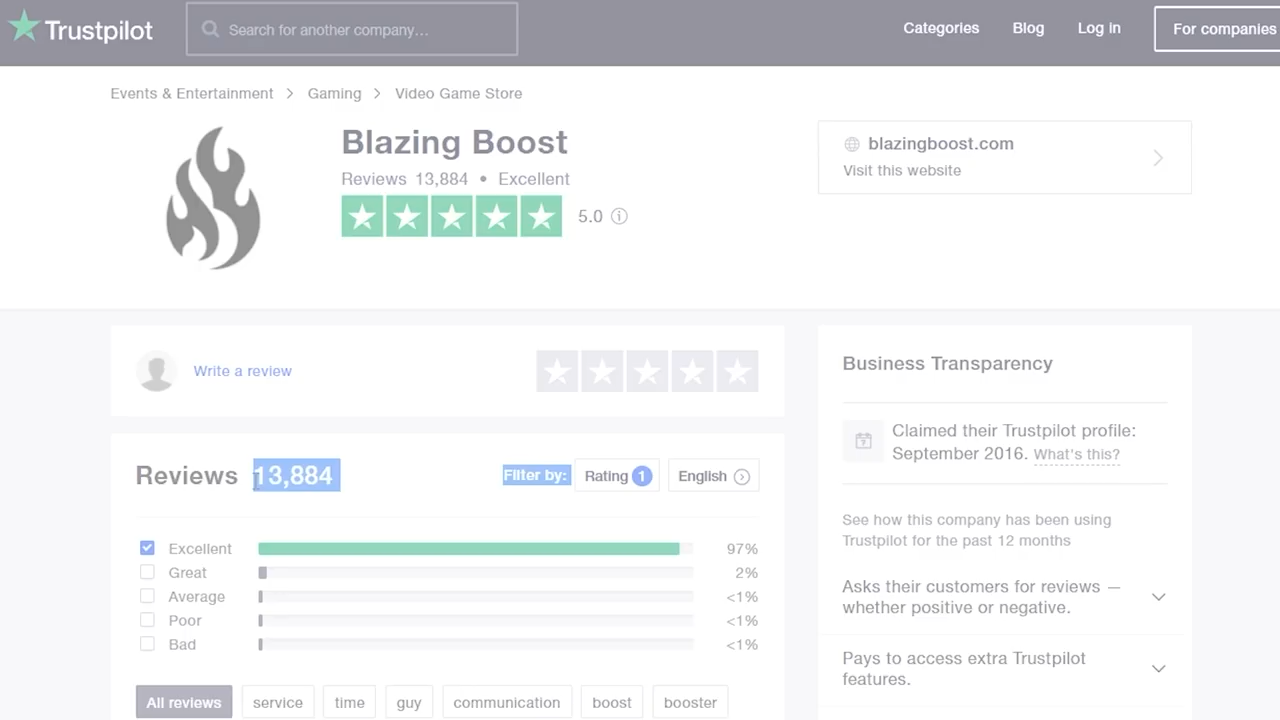 Trustpilot
Search for another company…
Categories
Blog
Log in
For companies
Events & Entertainment
Gaming
Video Game Store
Blazing Boost
Reviews 13,884 • Excellent
5.0
blazingboost.com
Visit this website
Write a review
Reviews 13,884
Filter by:
Rating 1
English
Excellent 97%
Great 2%
Average <1%
Poor <1%
Bad <1%
All reviews
service
time
guy
communication
boost
booster
Business Transparency
Claimed their Trustpilot profile:
September 2016. What's this?
See how this company has been using
Trustpilot for the past 12 months
Asks their customers for reviews —
whether positive or negative.
Pays to access extra Trustpilot
features.